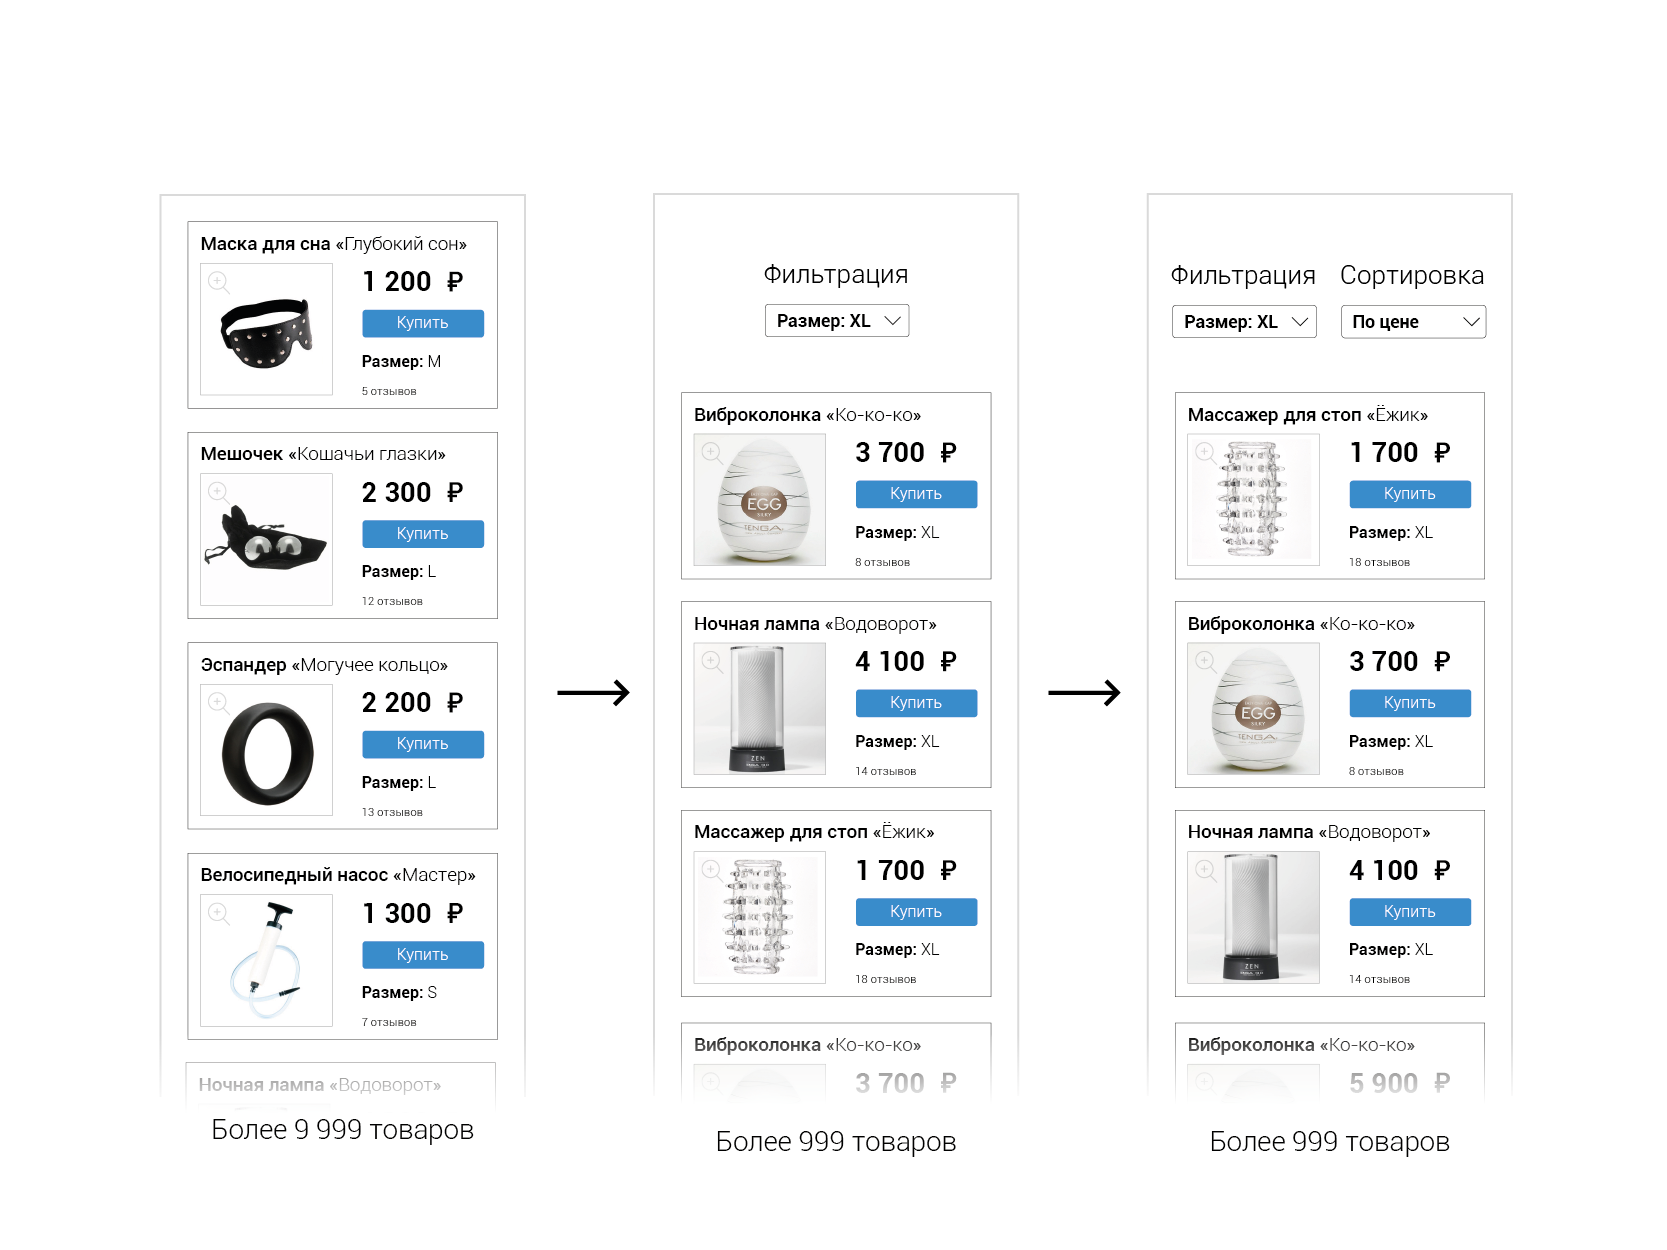 Маска для сна «Глубокий сон»
1 200 ₽
Купить
Размер: M
5 отзывов
Мешочек «Кошачьи глазки»
2 300 ₽
Купить
Размер: L
12 отзывов
Эспандер «Могучее кольцо»
2 200 ₽
Купить
Размер: L
13 отзывов
Велосипедный насос «Мастер»
1 300 ₽
Купить
Размер: S
7 отзывов
Ночная лампа «Водоворот»
Более 9 999 товаров
Фильтрация
Размер: XL
Виброколонка «Ко-ко-ко»
3 700 ₽
EGG
SILKY
TENGA
Купить
Размер: XL
8 отзывов
Ночная лампа «Водоворот»
4 100 ₽
ZEN
Купить
Размер: XL
14 отзывов
Массажер для стоп «Ёжик»
1 700 ₽
Купить
Размер: XL
18 отзывов
Виброколонка «Ко-ко-ко»
3 700 ₽
Более 999 товаров
Фильтрация Сортировка
Размер: XL По цене
Массажер для стоп «Ёжик»
1 700 ₽
Купить
Размер: XL
18 отзывов
Виброколонка «Ко-ко-ко»
3 700 ₽
EGG
SILKY
TENGA
Купить
Размер: XL
8 отзывов
Ночная лампа «Водоворот»
4 100 ₽
ZEN
Купить
Размер: XL
14 отзывов
Виброколонка «Ко-ко-ко»
5 900 ₽
Более 999 товаров